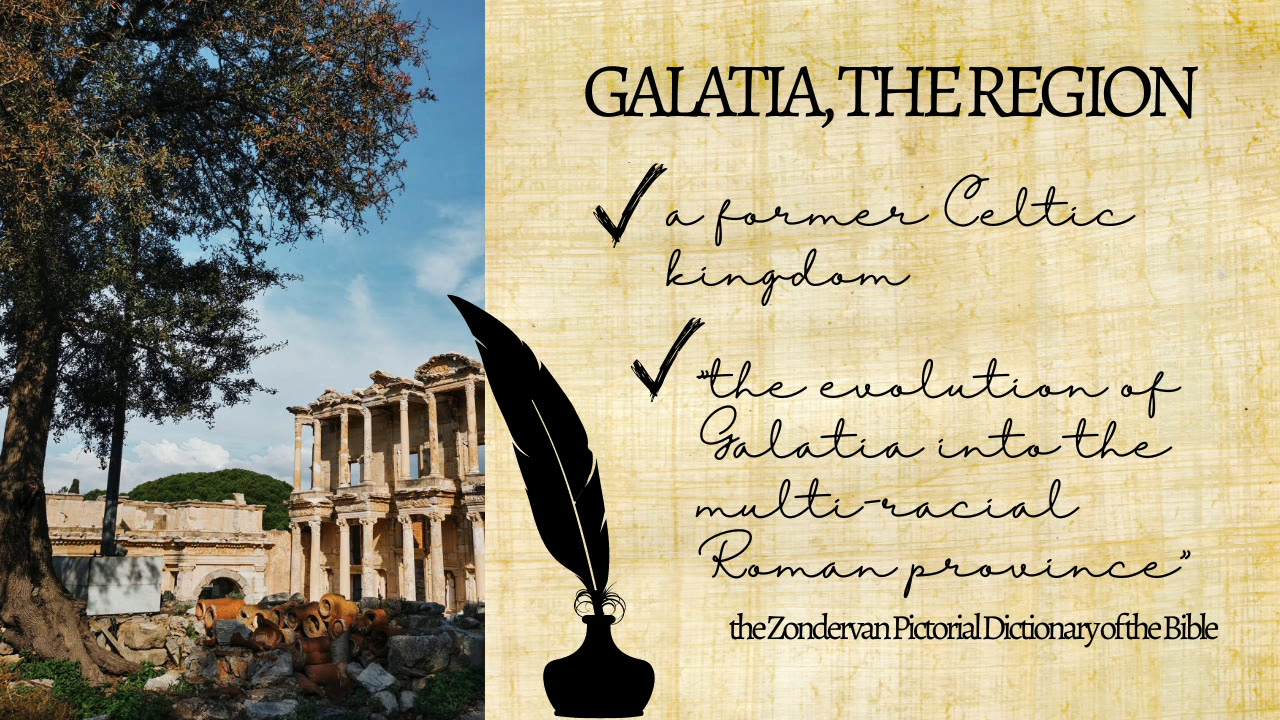 GALATIA, THE REGION
a former Celtic
kingdom
"the evolution of
Galatia into the
multi-racial
Roman province"
the Zondervan Pictorial Dictionary of the Bible